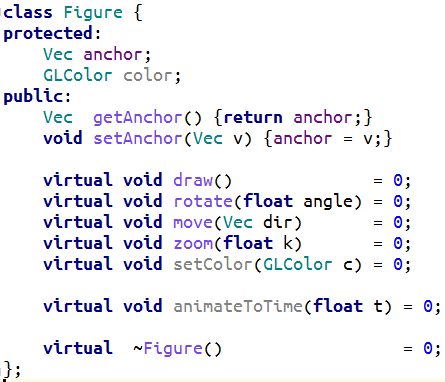 class Figure {
protected:
    Vec anchor;
    GLColor color;
public:
    Vec  getAnchor() {return anchor;}
    void setAnchor(Vec v) {anchor = v;}

    virtual void draw()              = 0;
    virtual void rotate(float angle) = 0;
    virtual void move(Vec dir)       = 0;
    virtual void zoom(float k)       = 0;
    virtual void setColor(GLColor c) = 0;

    virtual void animateToTime(float t) = 0;

    virtual  ~Figure()                  = 0;
};